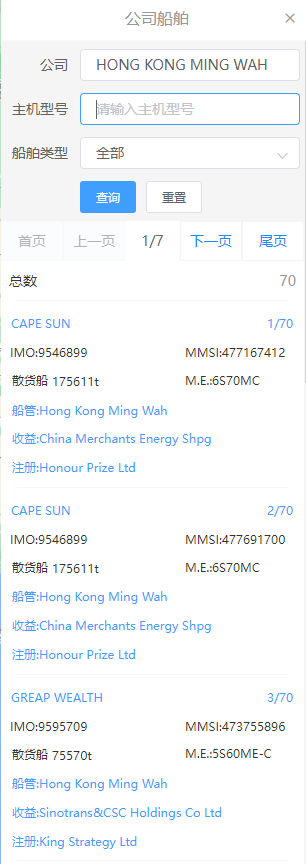 公司船舶 ×
公司 HONG KONG MING WAH
主机型号 请输入主机型号
船舶类型 全部
查询 重置
首页 上一页 1/7 下一页 尾页
总数 70
CAPE SUN 1/70
IMO:9546899 MMSI:477167412
散货船 175611t M.E.:6S70MC
船管:Hong Kong Ming Wah
收益:China Merchants Energy Shpg
注册:Honour Prize Ltd
CAPE SUN 2/70
IMO:9546899 MMSI:477691700
散货船 175611t M.E.:6S70MC
船管:Hong Kong Ming Wah
收益:China Merchants Energy Shpg
注册:Honour Prize Ltd
GREAP WEALTH 3/70
IMO:9595709 MMSI:473755896
散货船 75570t M.E.:5S60ME-C
船管:Hong Kong Ming Wah
收益:Sinotrans&CSC Holdings Co Ltd
注册:King Strategy Ltd